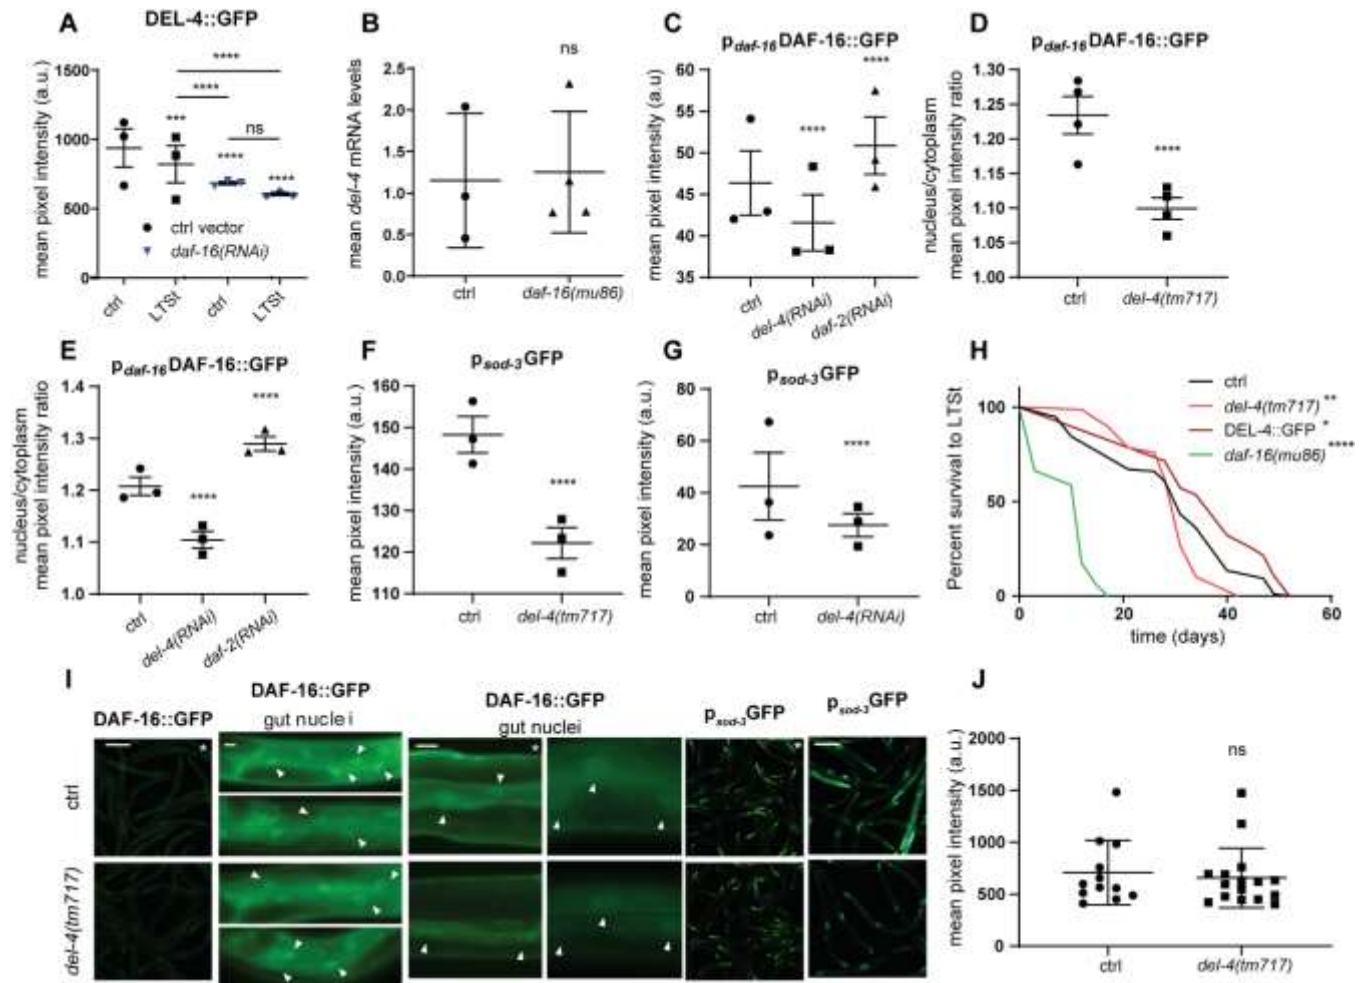 A
DEL-4::GFP
mean pixel intensity (a.u.)
1500
1000
500
0
****
****
ns
***
****
****
ctrl vector
daf-16(RNAi)
ctrl
LTSt
ctrl
LTSt
B
mean del-4 mRNA levels
2.5
2.0
1.5
1.0
0.5
0.0
ns
ctrl
daf-16(mu86)
C
pdaf-16DAF-16::GFP
mean pixel intensity (a.u)
60
55
50
45
40
35
****
****
ctrl
del-4(RNAi)
daf-2(RNAi)
D
pdaf-16DAF-16::GFP
nucleus/cytoplasm
mean pixel intensity ratio
1.30
1.25
1.20
1.15
1.10
1.05
1.00
****
ctrl
del-4(tm717)
E
pdaf-16DAF-16::GFP
nucleus/cytoplasm
mean pixel intensity ratio
1.4
1.3
1.2
1.1
1.0
****
****
ctrl
del-4(RNAi)
daf-2(RNAi)
F
psod-3GFP
mean pixel intensity (a.u.)
160
150
140
130
120
110
****
ctrl
del-4(tm717)
G
psod-3GFP
mean pixel intensity (a.u.)
80
60
40
20
0
****
ctrl
del-4(RNAi)
H
Percent survival to LTSt
100
50
0
0
20
40
60
time (days)
ctrl
del-4(tm717) **
DEL-4::GFP *
daf-16(mu86) ****
I
DAF-16::GFP
DAF-16::GFP
gut nuclei
DAF-16::GFP
gut nuclei
psod-3GFP
psod-3GFP
ctrl
del-4(tm717)
*
*
*
J
mean pixel intensity (a.u.)
2000
1500
1000
500
0
ns
ctrl
del-4(tm717)